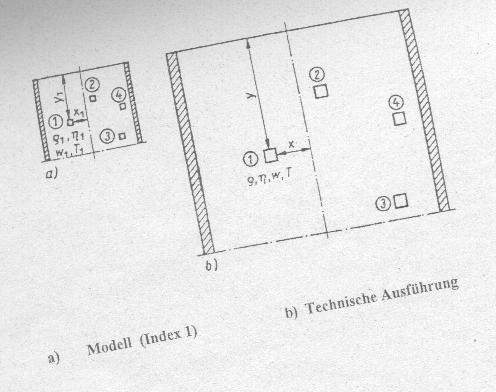 ②
④
y₁
x₁
①
③
ϱ₁, η₁
w₁, T₁
a)
②
y
④
x
①
ϱ, η, w, T
③
b)
a) Modell (Index 1)
b) Technische Ausführung